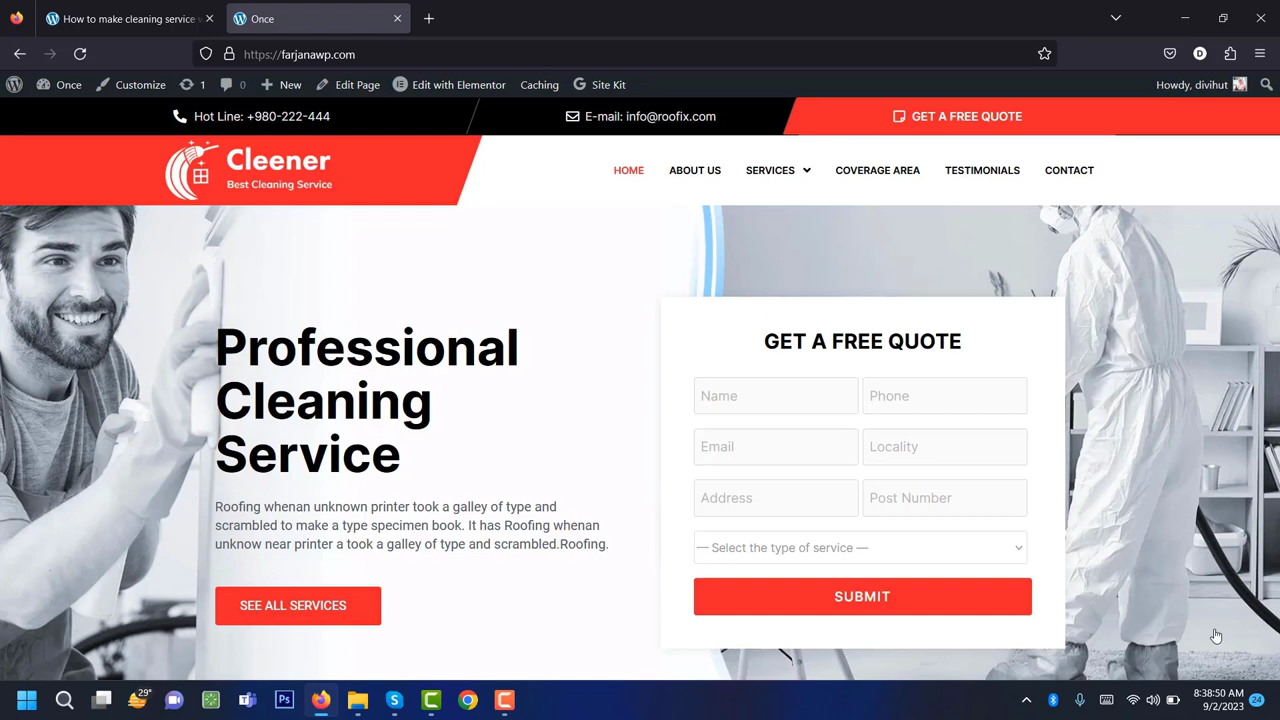 How to make cleaning service
Once
https://farjanawp.com
Once
Customize
1
0
New
Edit Page
Edit with Elementor
Caching
Site Kit
Howdy, divihut
Hot Line: +980-222-444
E-mail: info@roofix.com
GET A FREE QUOTE
Cleener
Best Cleaning Service
HOME
ABOUT US
SERVICES
COVERAGE AREA
TESTIMONIALS
CONTACT
Professional
Cleaning
Service
Roofing whenan unknown printer took a galley of type and
scrambled to make a type specimen book. It has Roofing whenan
unknow near printer a took a galley of type and scrambled.Roofing.
SEE ALL SERVICES
GET A FREE QUOTE
Name
Phone
Email
Locality
Address
Post Number
— Select the type of service —
SUBMIT
29°
Ps
8:38:50 AM
9/2/2023
24